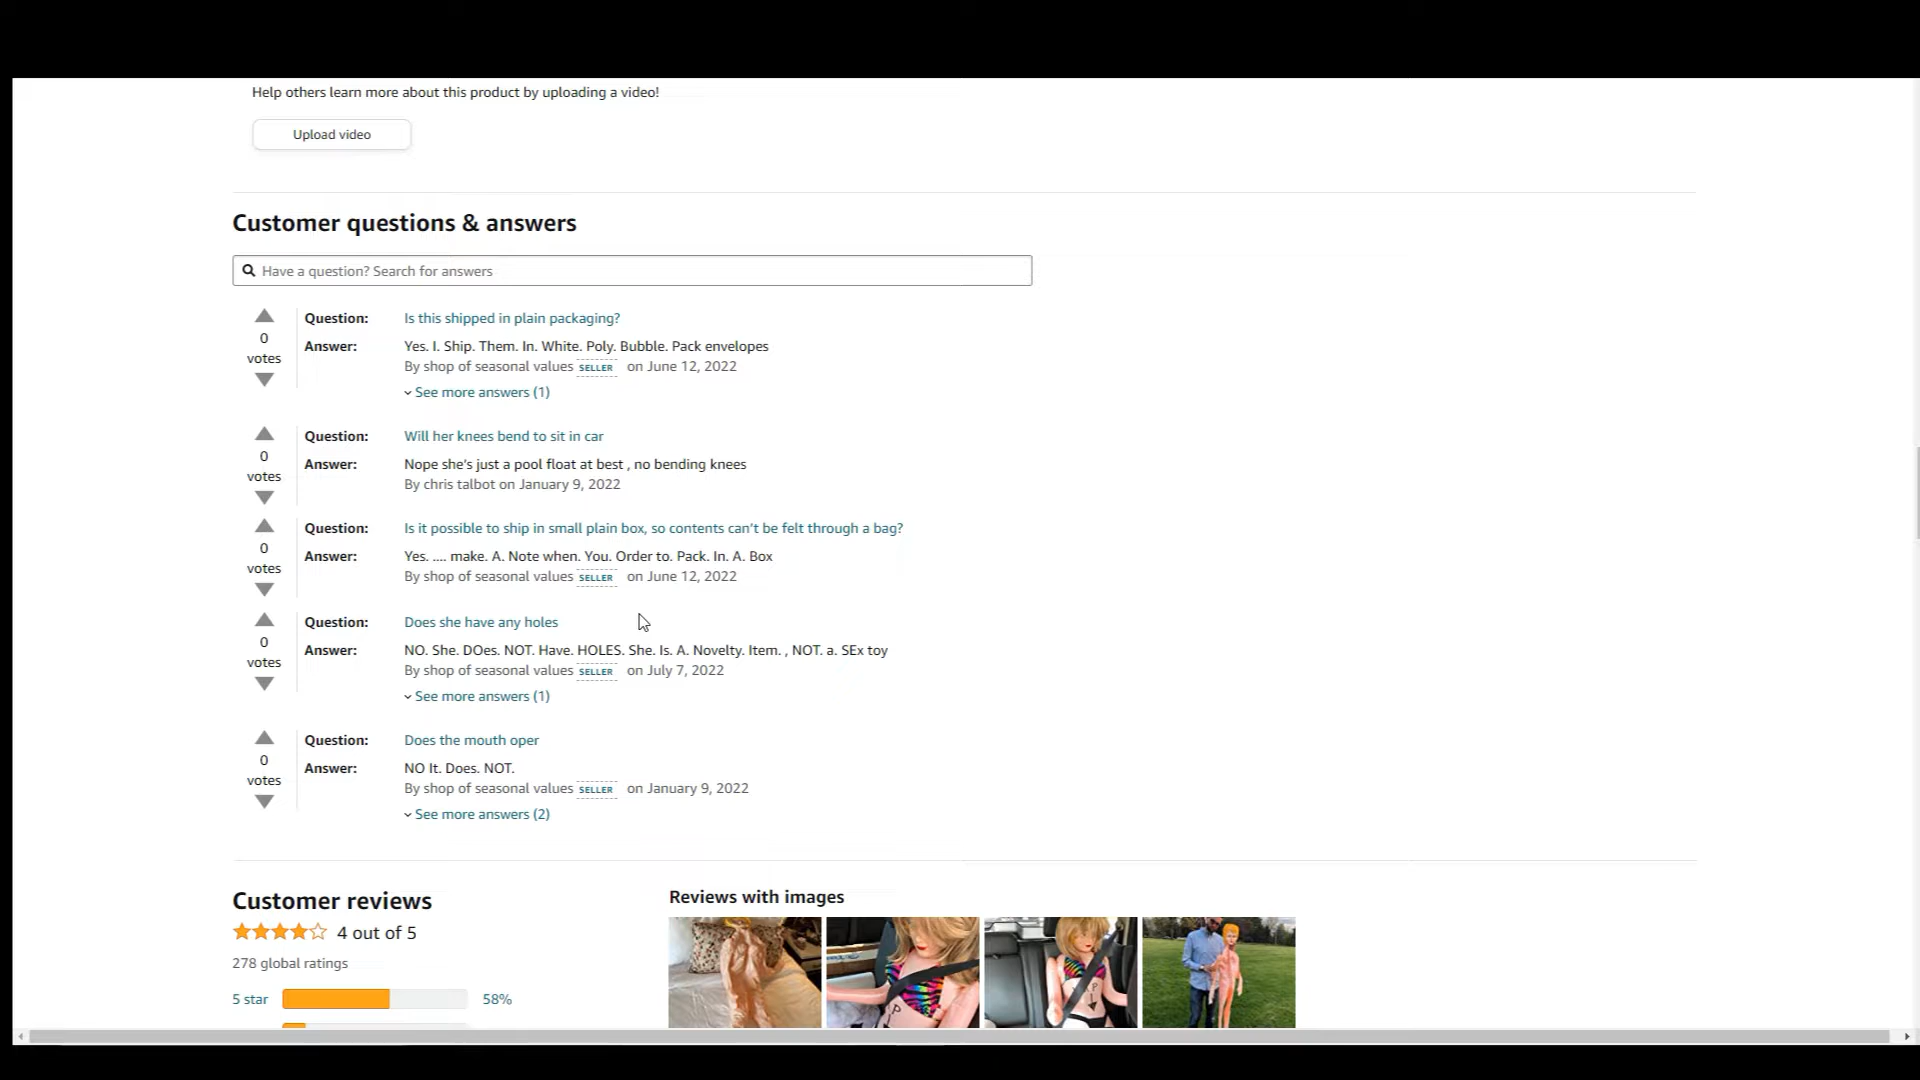 Help others learn more about this product by uploading a video!
Upload video
Customer questions & answers
Have a question? Search for answers
0
votes
Question: Is this shipped in plain packaging?
Answer: Yes. I. Ship. Them. In. White. Poly. Bubble. Pack envelopes
By shop of seasonal values SELLER on June 12, 2022
See more answers (1)
0
votes
Question: Will her knees bend to sit in car
Answer: Nope she's just a pool float at best , no bending knees
By chris talbot on January 9, 2022
0
votes
Question: Is it possible to ship in small plain box, so contents can't be felt through a bag?
Answer: Yes. .... make. A. Note when. You. Order to. Pack. In. A. Box
By shop of seasonal values SELLER on June 12, 2022
0
votes
Question: Does she have any holes
Answer: NO. She. DOes. NOT. Have. HOLES. She. Is. A. Novelty. Item. , NOT. a. SEx toy
By shop of seasonal values SELLER on July 7, 2022
See more answers (1)
0
votes
Question: Does the mouth oper
Answer: NO It. Does. NOT.
By shop of seasonal values SELLER on January 9, 2022
See more answers (2)
Customer reviews
4 out of 5
278 global ratings
5 star 58%
Reviews with images